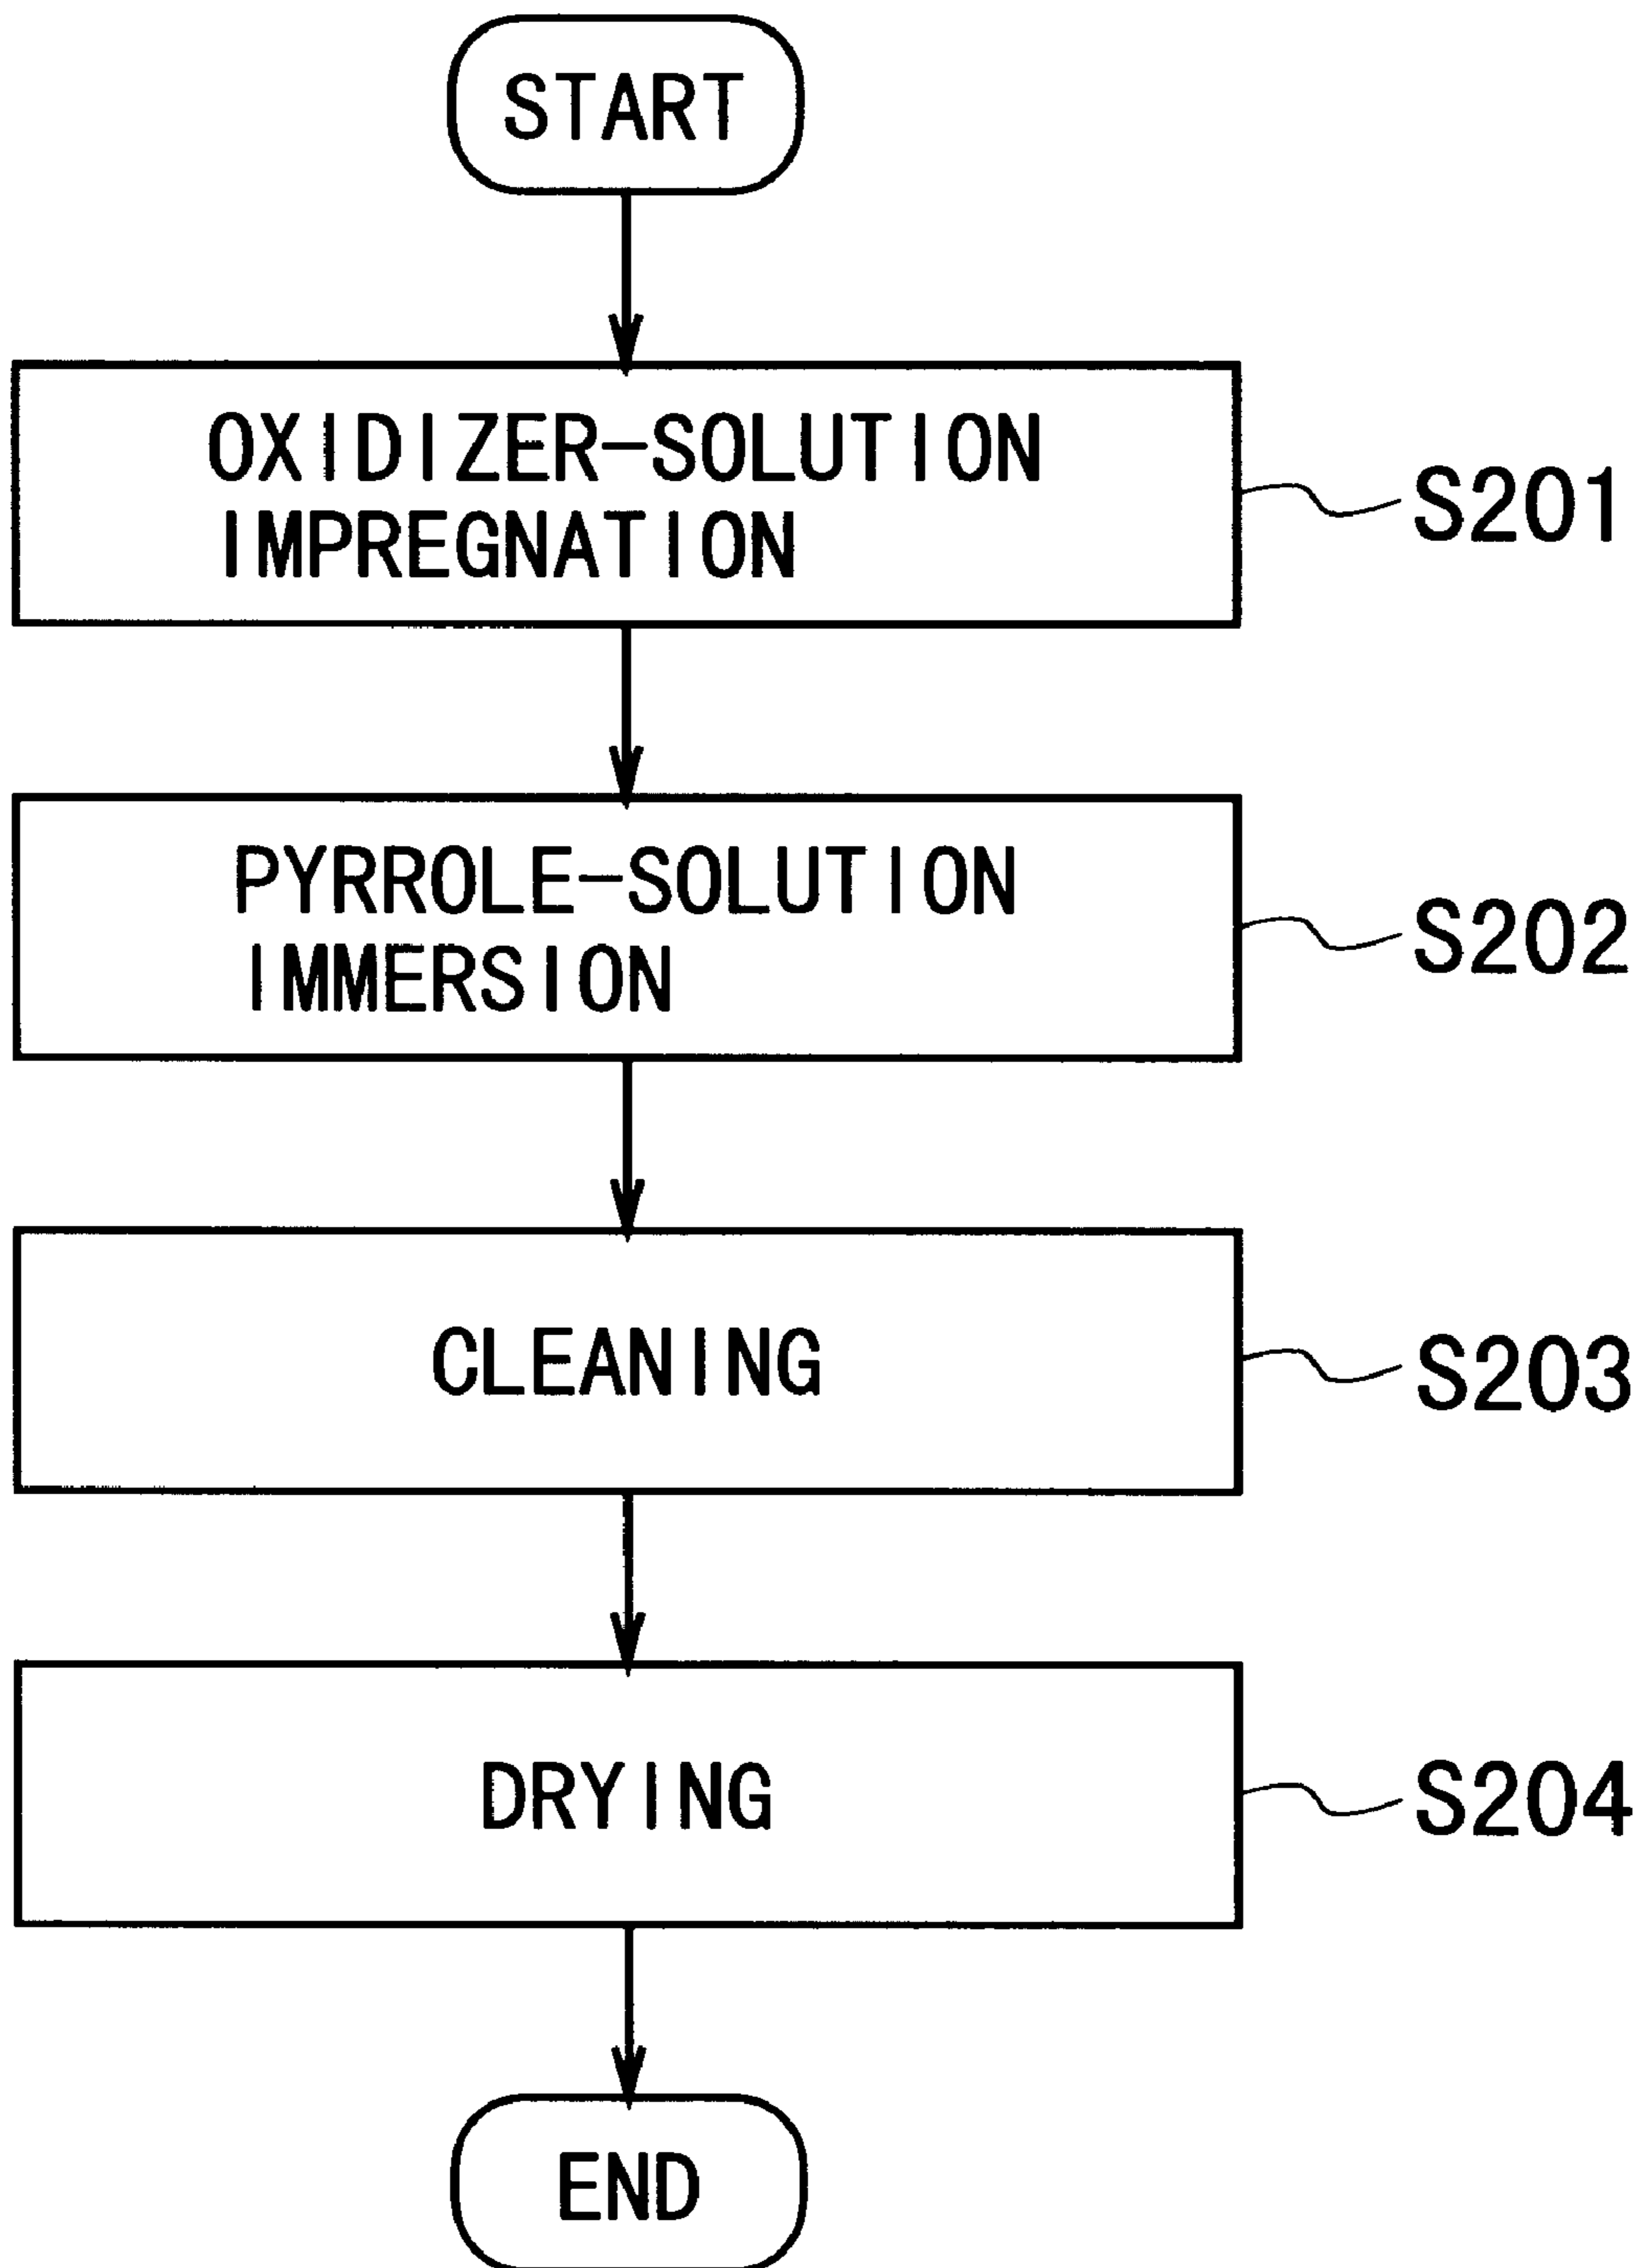 START
OXIDIZER-SOLUTION
IMPREGNATION
S201
PYRROLE-SOLUTION
IMMERSION
S202
CLEANING
S203
DRYING
S204
END